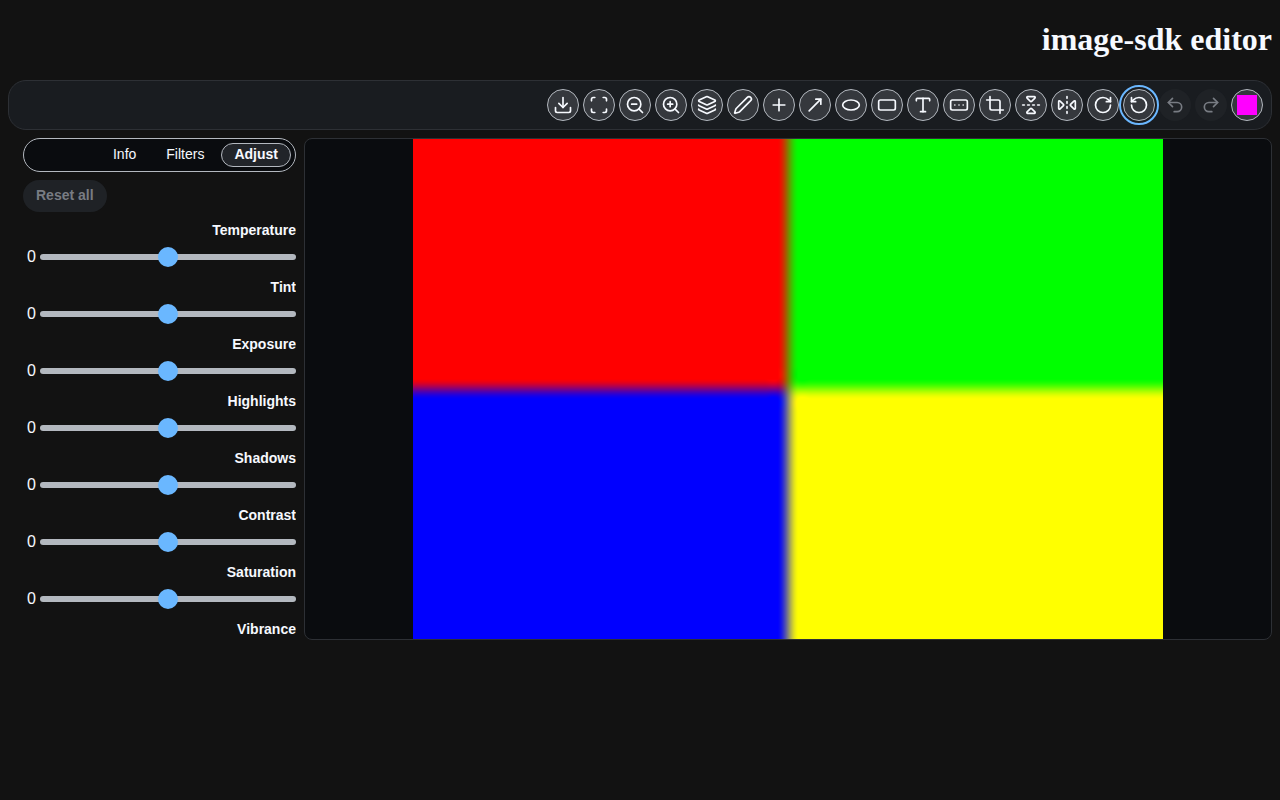 image-sdk editor
Adjust
Filters
Info
Reset all
Temperature
0
Tint
0
Exposure
0
Highlights
0
Shadows
0
Contrast
0
Saturation
0
Vibrance